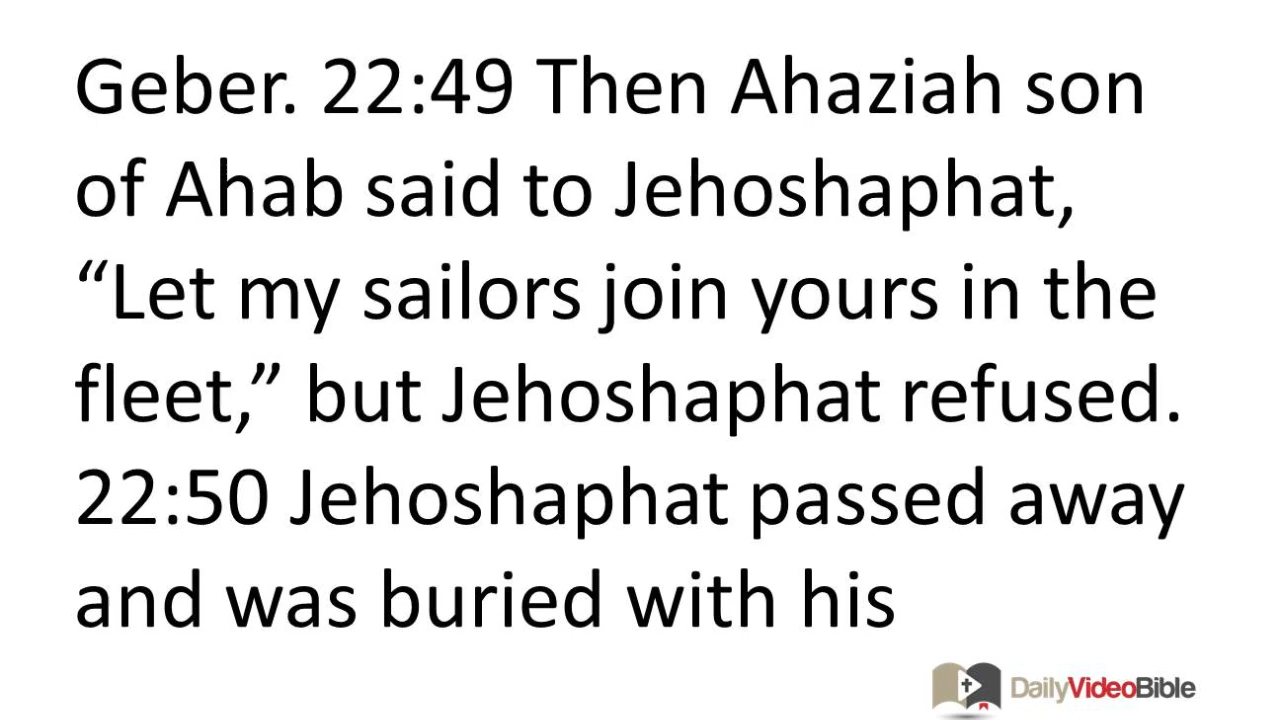 Geber. 22:49 Then Ahaziah son
of Ahab said to Jehoshaphat,
“Let my sailors join yours in the
fleet,” but Jehoshaphat refused.
22:50 Jehoshaphat passed away
and was buried with his
DailyVideoBible